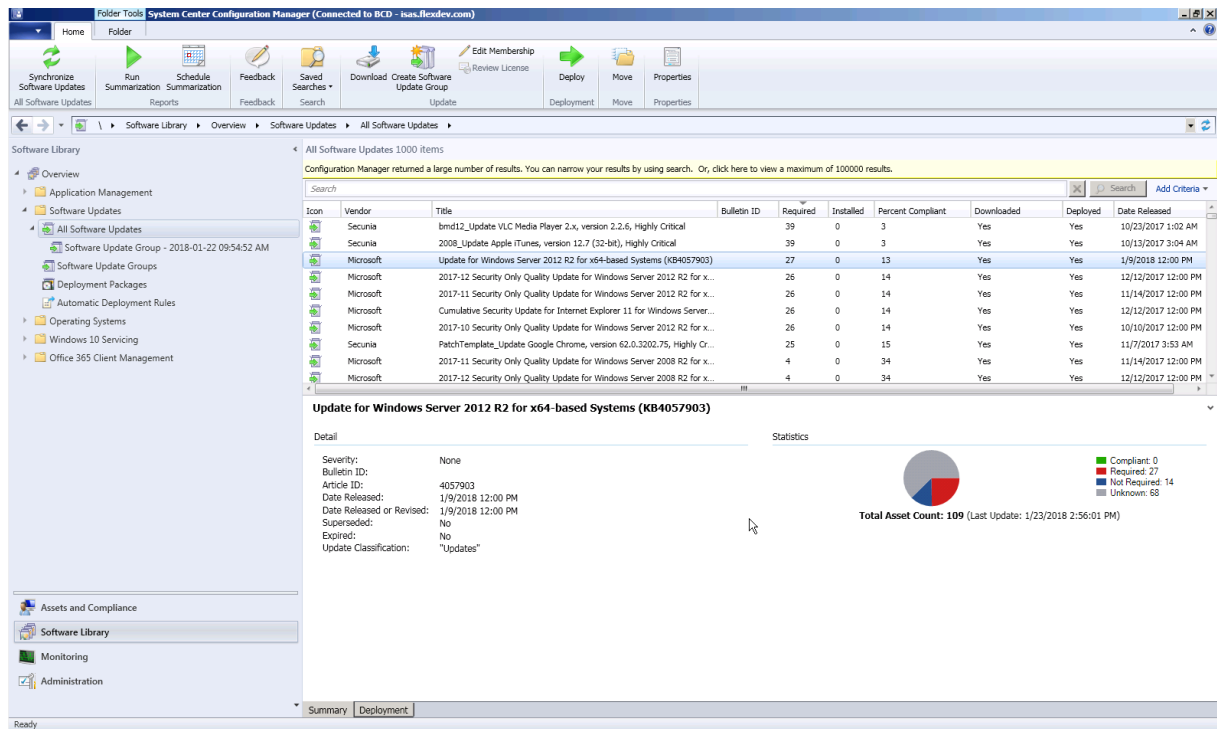 Folder Tools System Center Configuration Manager (Connected to BCD - isas.flexdev.com)
Home Folder
Synchronize Software Updates
Run Summarization
Schedule Summarization
Feedback
Saved Searches
Download
Create Software Update Group
Edit Membership
Review License
Deploy
Move
Properties
All Software Updates Reports Feedback Search Update Deployment Move Properties
\ Software Library Overview Software Updates All Software Updates
Software Library
Overview
Application Management
Software Updates
All Software Updates
Software Update Group - 2018-01-22 09:54:52 AM
Software Update Groups
Deployment Packages
Automatic Deployment Rules
Operating Systems
Windows 10 Servicing
Office 365 Client Management
Assets and Compliance
Software Library
Monitoring
Administration
All Software Updates 1000 items
Configuration Manager returned a large number of results. You can narrow your results by using search. Or, click here to view a maximum of 100000 results.
Search Search Add Criteria
Icon Vendor Title Bulletin ID Required Installed Percent Compliant Downloaded Deployed Date Released
Secunia bmd12_Update VLC Media Player 2.x, version 2.2.6, Highly Critical 39 0 3 Yes Yes 10/23/2017 1:02 AM
Secunia 2008_Update Apple iTunes, version 12.7 (32-bit), Highly Critical 39 0 3 Yes Yes 10/13/2017 3:04 AM
Microsoft Update for Windows Server 2012 R2 for x64-based Systems (KB4057903) 27 0 13 Yes Yes 1/9/2018 12:00 PM
Microsoft 2017-12 Security Only Quality Update for Windows Server 2012 R2 for x... 26 0 14 Yes Yes 12/12/2017 12:00 PM
Microsoft 2017-11 Security Only Quality Update for Windows Server 2012 R2 for x... 26 0 14 Yes Yes 11/14/2017 12:00 PM
Microsoft Cumulative Security Update for Internet Explorer 11 for Windows Server... 26 0 14 Yes Yes 12/12/2017 12:00 PM
Microsoft 2017-10 Security Only Quality Update for Windows Server 2012 R2 for x... 26 0 14 Yes Yes 10/10/2017 12:00 PM
Secunia PatchTemplate_Update Google Chrome, version 62.0.3202.75, Highly Cr... 25 0 15 Yes Yes 11/7/2017 3:53 AM
Microsoft 2017-11 Security Only Quality Update for Windows Server 2008 R2 for x... 4 0 34 Yes Yes 11/14/2017 12:00 PM
Microsoft 2017-12 Security Only Quality Update for Windows Server 2008 R2 for x... 4 0 34 Yes Yes 12/12/2017 12:00 PM
Update for Windows Server 2012 R2 for x64-based Systems (KB4057903)
Detail
Severity: None
Bulletin ID:
Article ID: 4057903
Date Released: 1/9/2018 12:00 PM
Date Released or Revised: 1/9/2018 12:00 PM
Superseded: No
Expired: No
Update Classification: "Updates"
Statistics
Compliant: 0
Required: 27
Not Required: 14
Unknown: 68
Total Asset Count: 109 (Last Update: 1/23/2018 2:56:01 PM)
Summary Deployment
Ready